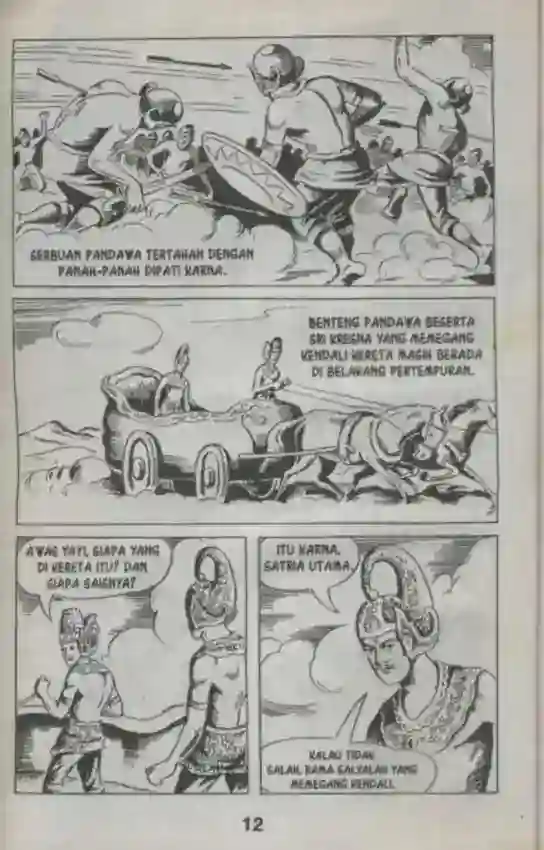 SERBUAN PANDAWA TERTAHAN DENGAN
PANAH-PANAH DIPATI KARNA.
BENTENG PANDAWA BESERTA
SRI KRESNA YANG MEMEGANG
KENDALI KERETA MASIH BERADA
DI BELAKANG PERTEMPURAN.
AWAS YAYI, SIAPA YANG
DI KERETA ITU? DAN
SIAPA SAISNYA?
ITU KARNA,
SATRIA UTAMA.
KALAU TIDAK
SALAH, RAMA SALYALAH YANG
MEMEGANG KENDALI.
12